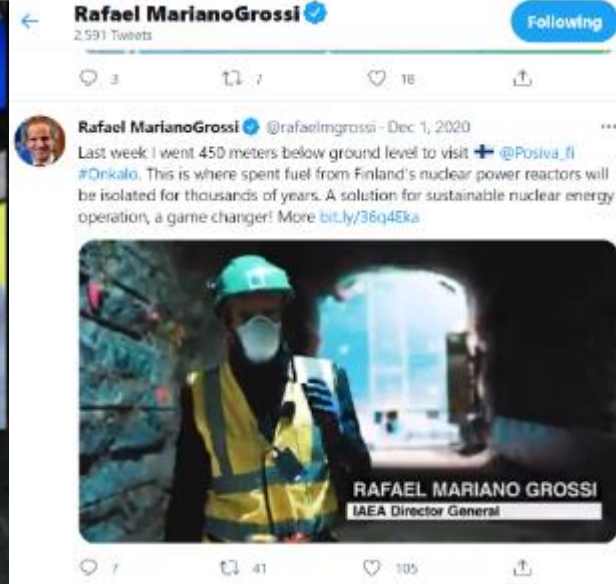 Rafael MarianoGrossi
2,591 Tweets
Following
3 7 18
Rafael MarianoGrossi @rafaelmgrossi · Dec 1, 2020
Last week I went 450 meters below ground level to visit 🇫🇮 @Posiva_fi
#Onkalo. This is where spent fuel from Finland's nuclear power reactors will
be isolated for thousands of years. A solution for sustainable nuclear energy
operation, a game changer! More bit.ly/36q4Eka
RAFAEL MARIANO GROSSI
IAEA Director General
7 41 105